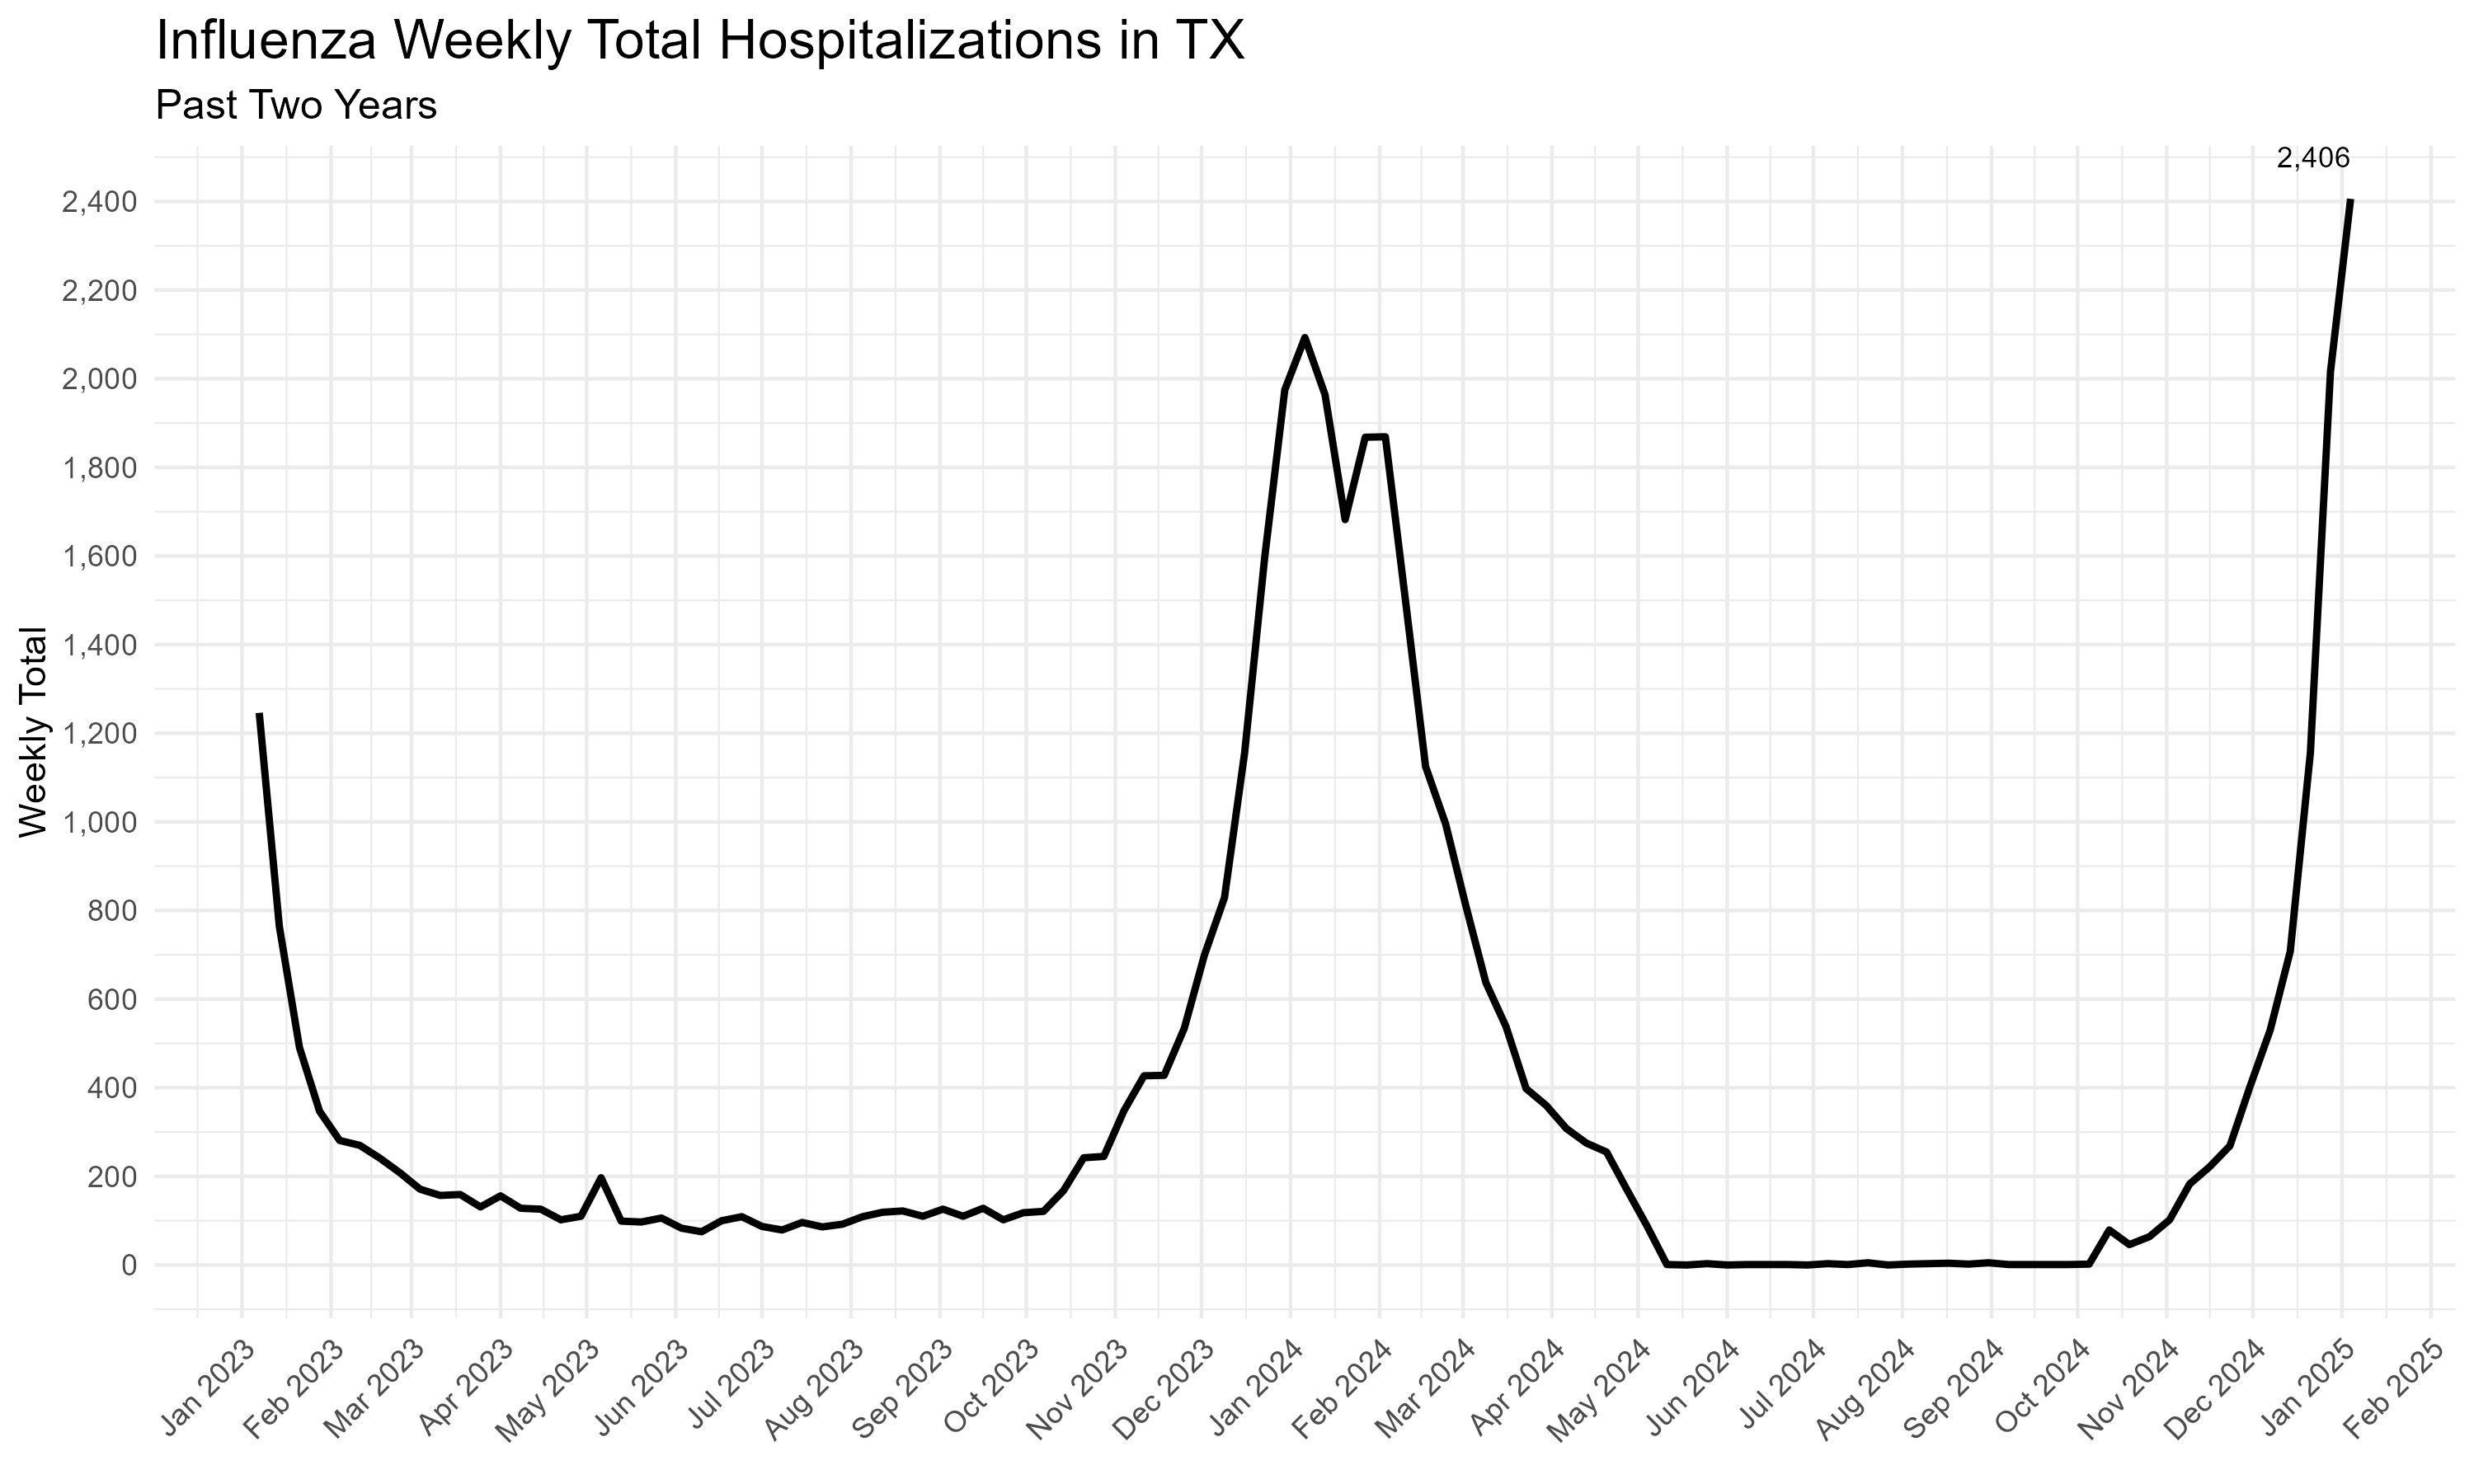 Influenza Weekly Total Hospitalizations in TX
Past Two Years
2,406
Weekly Total
2,400
2,200
2,000
1,800
1,600
1,400
1,200
1,000
800
600
400
200
0
Jan 2023
Feb 2023
Mar 2023
Apr 2023
May 2023
Jun 2023
Jul 2023
Aug 2023
Sep 2023
Oct 2023
Nov 2023
Dec 2023
Jan 2024
Feb 2024
Mar 2024
Apr 2024
May 2024
Jun 2024
Jul 2024
Aug 2024
Sep 2024
Oct 2024
Nov 2024
Dec 2024
Jan 2025
Feb 2025